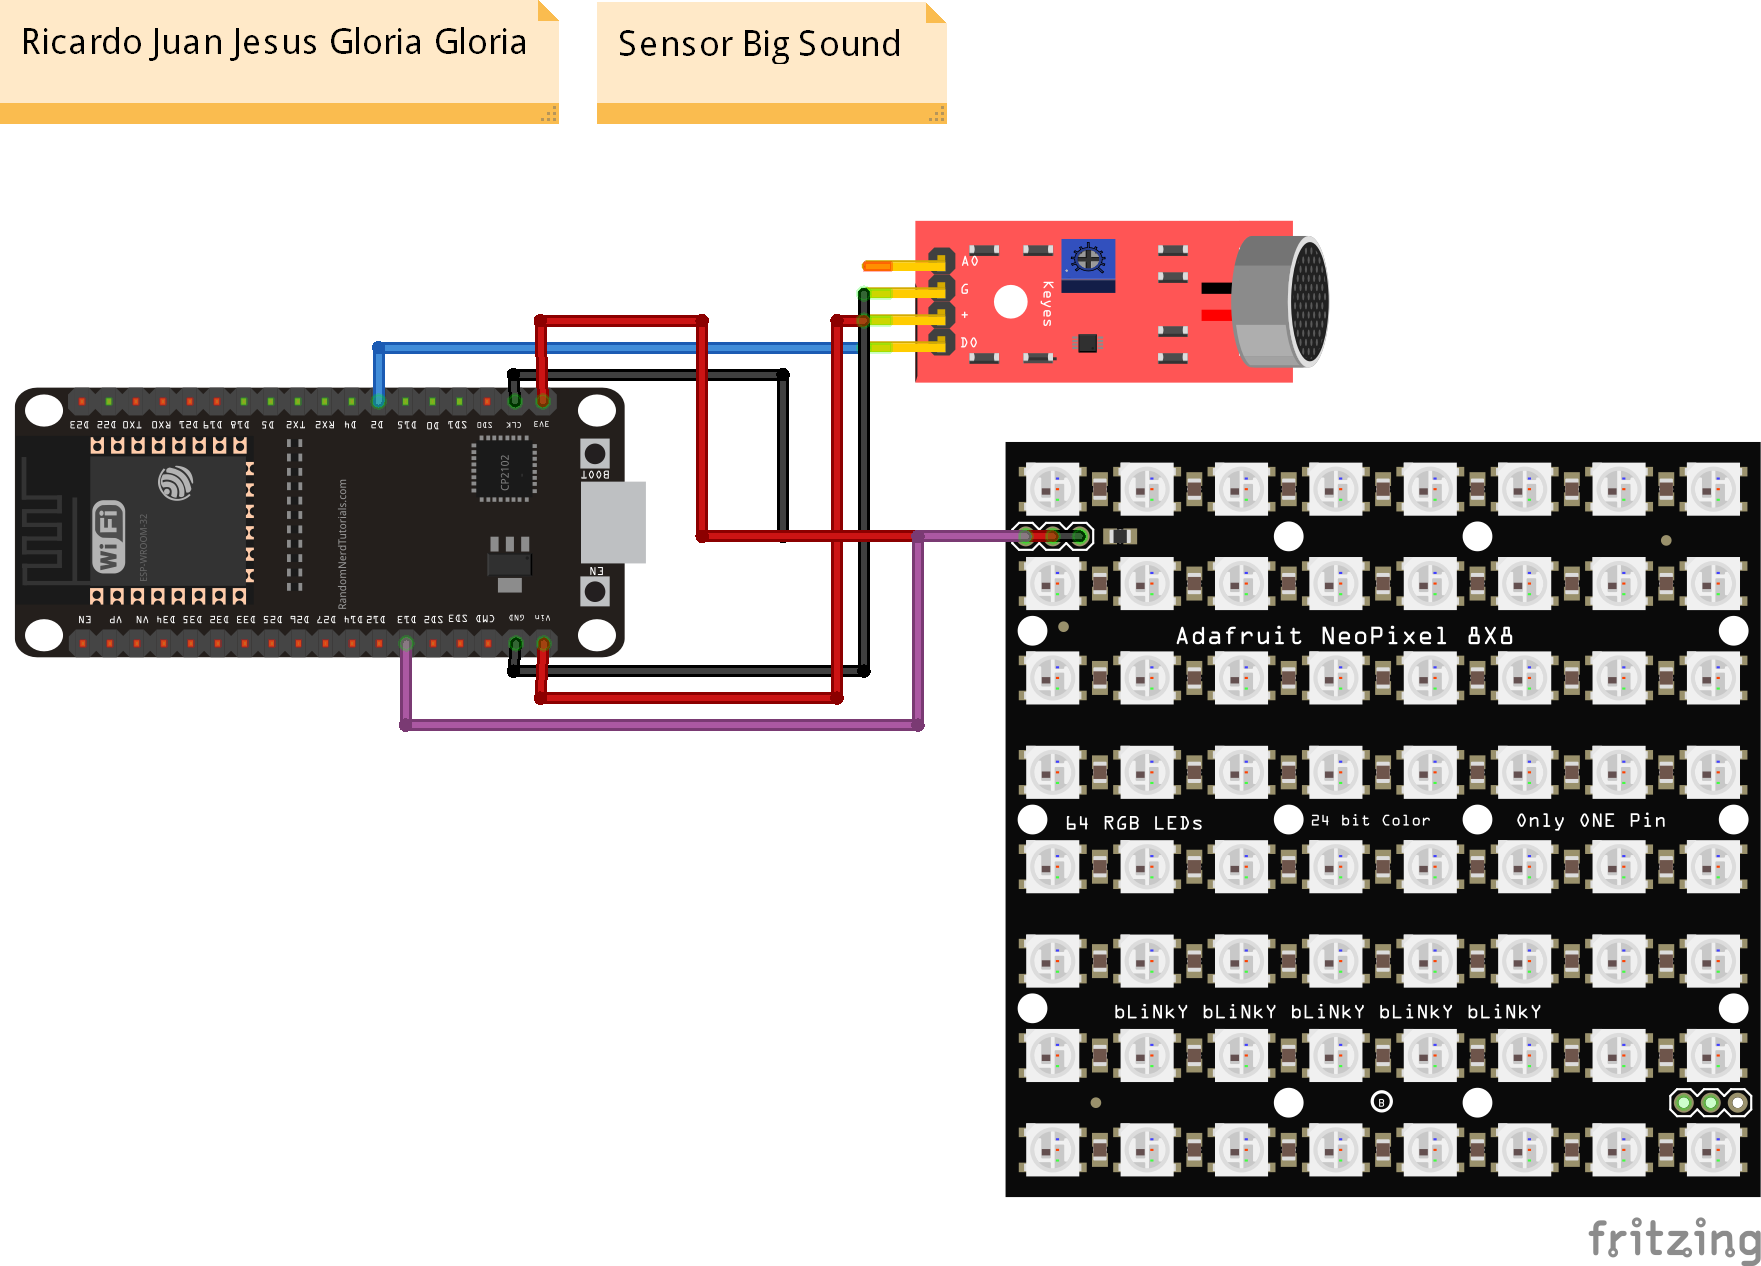 Ricardo Juan Jesus Gloria Gloria
Sensor Big Sound
A0
G
+
D0
Keyes
D23 D22 TX0 RX0 D21 D19 D18 D5 TX2 RX2 D4 D2 D15 D0 SD1 SD0 CLK 3V3
BOOT
CP2102
WiFi
ESP-WROOM-32
RandomNerdTutorials.com
EN
EN VP VN D34 D35 D32 D33 D25 D26 D27 D14 D12 D13 SD2 SD3 CMD GND Vin
Adafruit NeoPixel 8X8
64 RGB LEDs
24 bit Color
Only ONE Pin
bLiNkY bLiNkY bLiNkY bLiNkY bLiNkY
B
fritzing